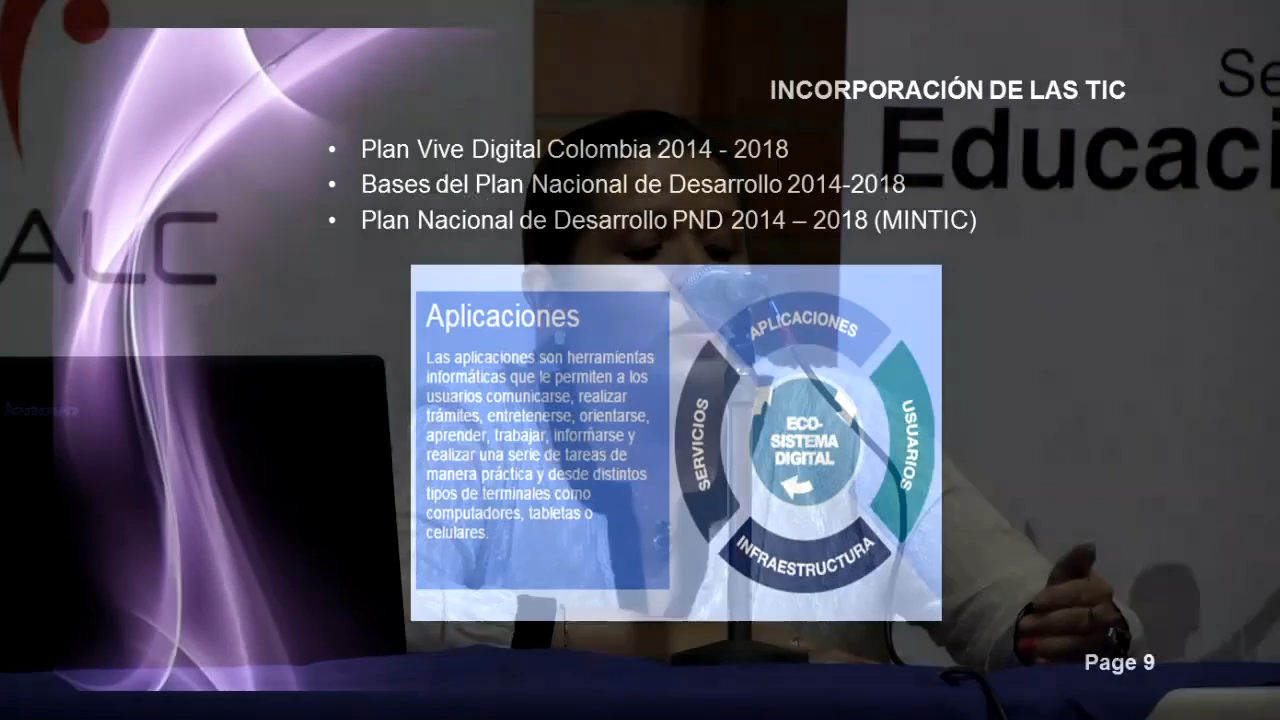 INCORPORACIÓN DE LAS TIC
Se
Educaci
• Plan Vive Digital Colombia 2014 - 2018
• Bases del Plan Nacional de Desarrollo 2014-2018
• Plan Nacional de Desarrollo PND 2014 – 2018 (MINTIC)
ALC
Aplicaciones
Las aplicaciones son herramientas
informáticas que le permiten a los
usuarios comunicarse, realizar
trámites, entretenerse, orientarse,
aprender, trabajar, informarse y
realizar una serie de tareas de
manera práctica y desde distintos
tipos de terminales como
computadores, tabletas o
celulares.
APLICACIONES
SERVICIOS
ECO-
SISTEMA
DIGITAL
USUARIOS
INFRAESTRUCTURA
lenovo
Page 9